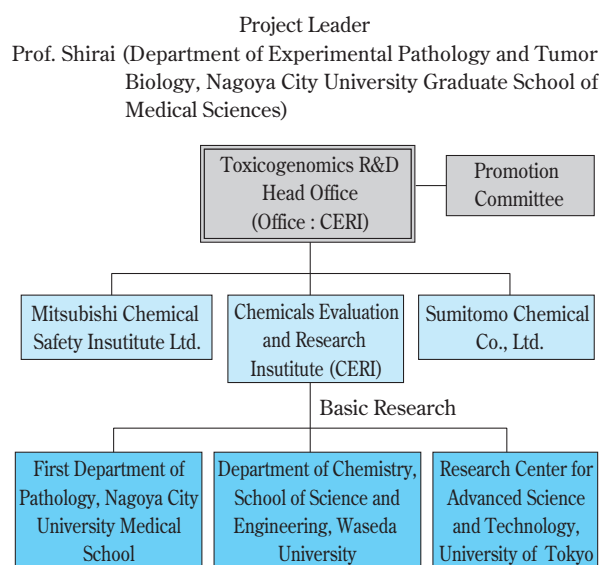 Project Leader
Prof. Shirai (Department of Experimental Pathology and Tumor
Biology, Nagoya City University Graduate School of
Medical Sciences)
Toxicogenomics R&D
Head Office
(Office : CERI)
Promotion
Committee
Mitsubishi Chemical
Safety Insutitute Ltd.
Chemicals Evaluation
and Research
Insutitute (CERI)
Sumitomo Chemical
Co., Ltd.
Basic Research
First Department of
Pathology, Nagoya City
University Medical
School
Department of Chemistry,
School of Science and
Engineering, Waseda
University
Research Center for
Advanced Science
and Technology,
University of Tokyo